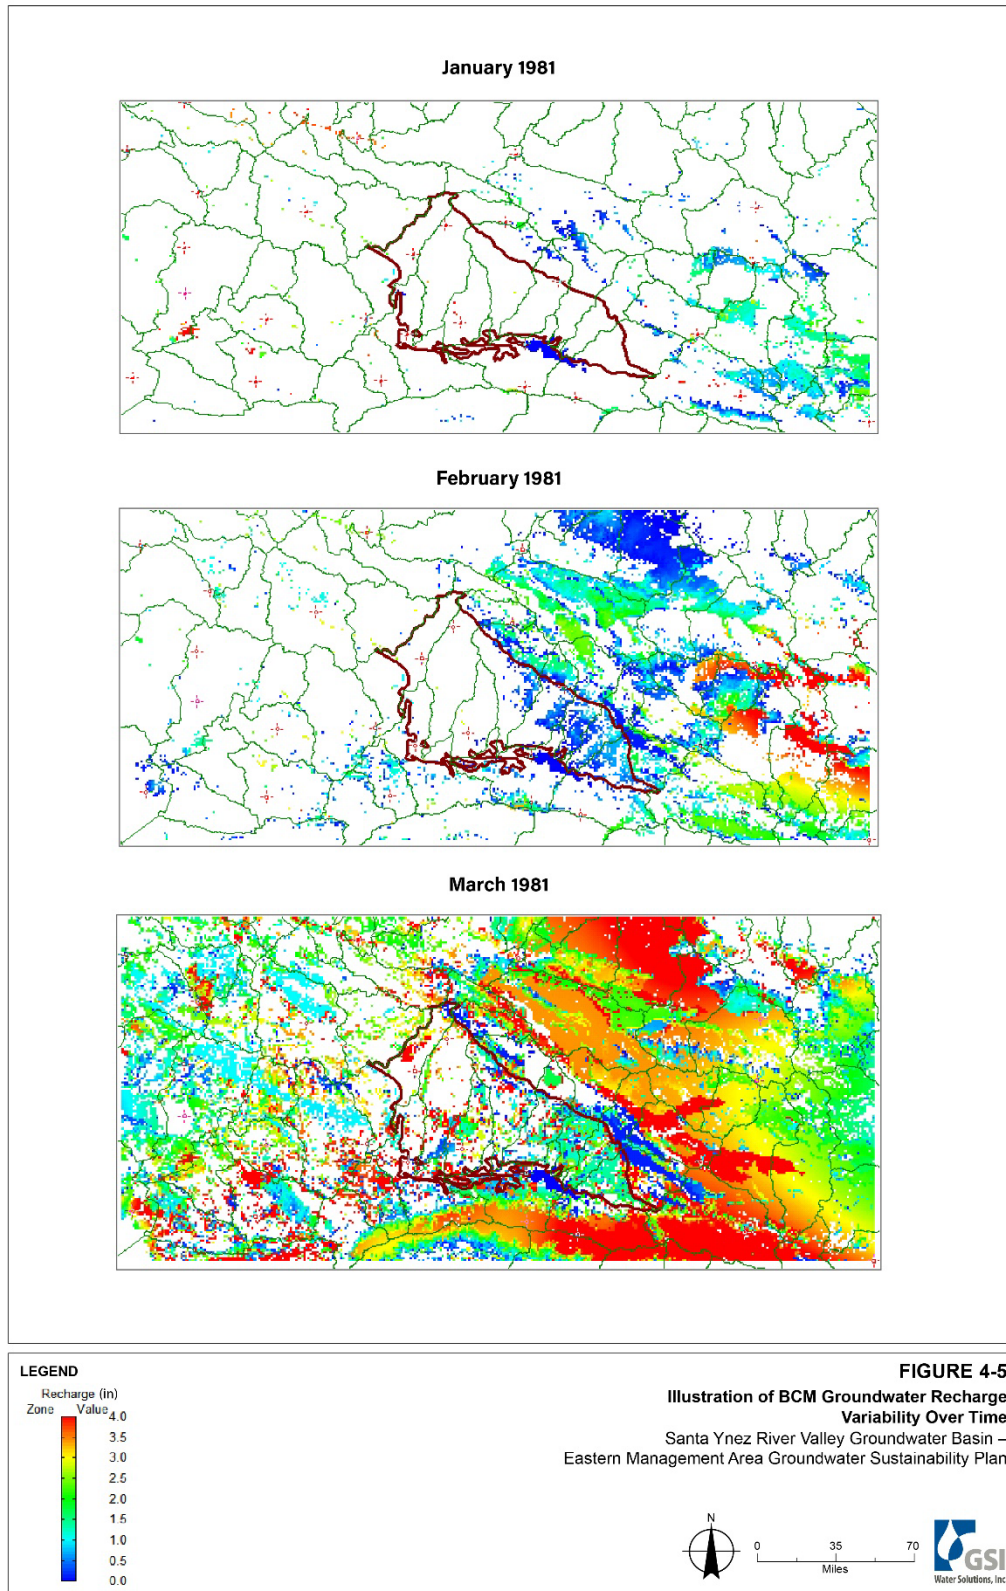 January 1981
February 1981
March 1981
LEGEND
Recharge (in)
Zone Value
4.0
3.5
3.0
2.5
2.0
1.5
1.0
0.5
0.0
FIGURE 4-5
Illustration of BCM Groundwater Recharge
Variability Over Time
Santa Ynez River Valley Groundwater Basin –
Eastern Management Area Groundwater Sustainability Plan
N
0 35 70
Miles
GSI
Water Solutions, Inc